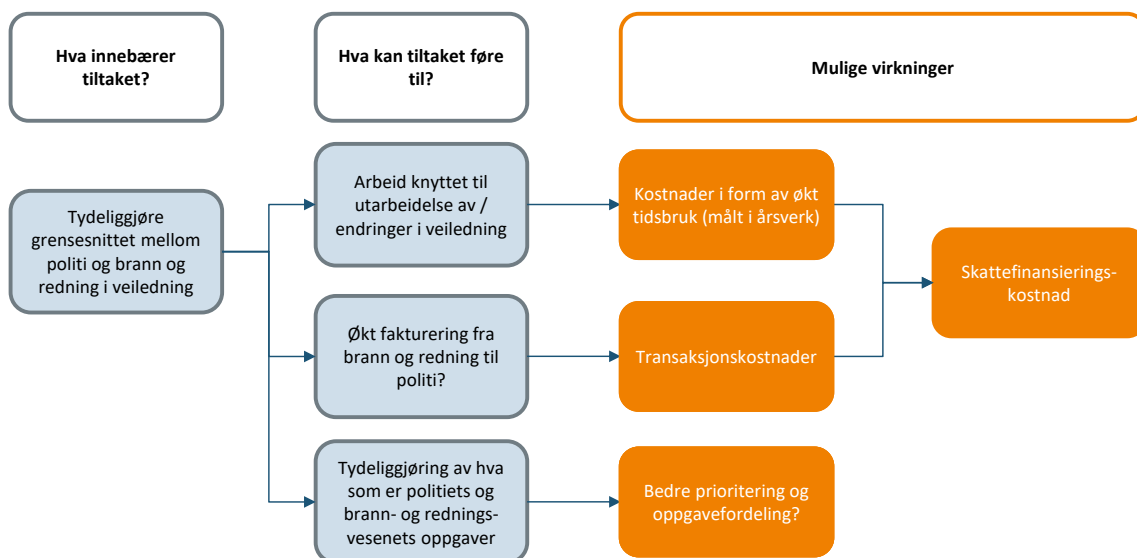 Hva innebærer
tiltaket?
Hva kan tiltaket føre
til?
Mulige virkninger
Tydeliggjøre
grensesnittet mellom
politi og brann og
redning i veiledning
Arbeid knyttet til
utarbeidelse av /
endringer i veiledning
Kostnader i form av økt
tidsbruk (målt i årsverk)
Skattefinansierings-
kostnad
Økt fakturering fra
brann og redning til
politi?
Transaksjonskostnader
Tydeliggjøring av hva
som er politiets og
brann- og rednings-
vesenets oppgaver
Bedre prioritering og
oppgavefordeling?